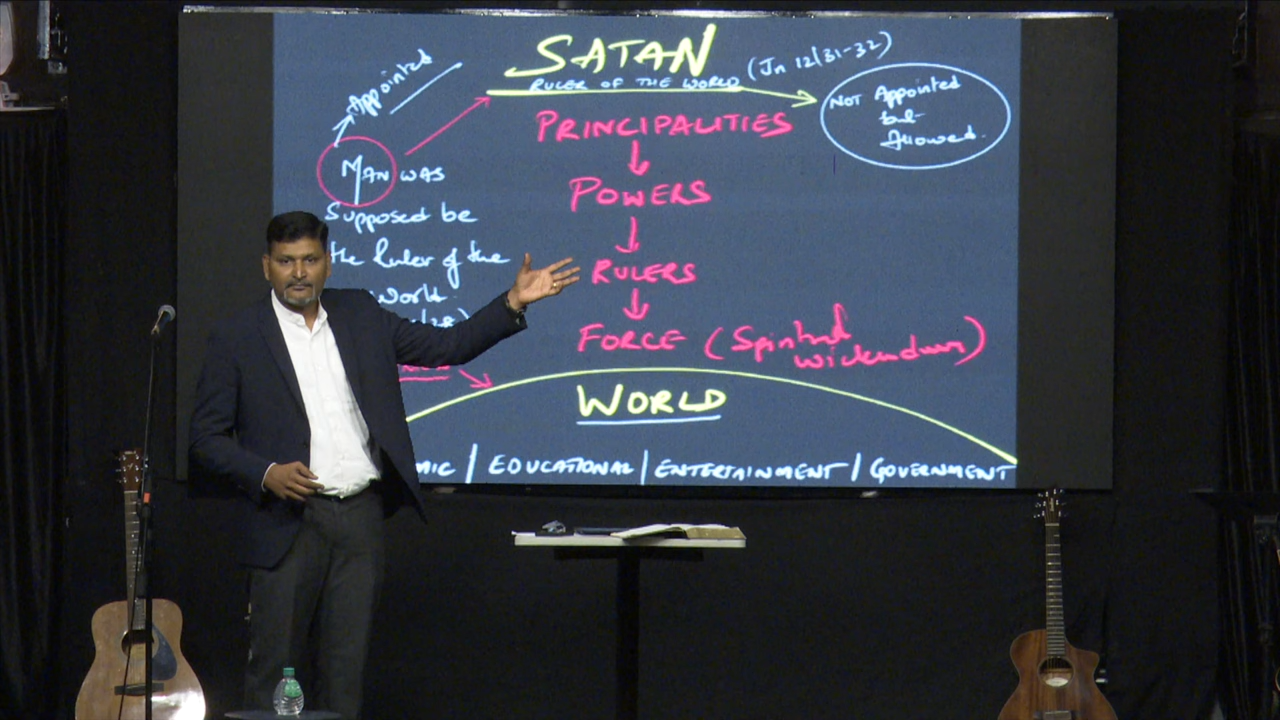 SATAN
RULER OF THE WORLD
(Jn 12/31-32)
Appointed
NOT Appointed
but
Allowed.
PRINCIPALITIES
MAN WAS
Supposed be
the Ruler of the
World
POWERS
RULERS
FORCE (Spiritual
wickedness)
WORLD
MIC / EDUCATIONAL / ENTERTAINMENT / GOVERNMENT